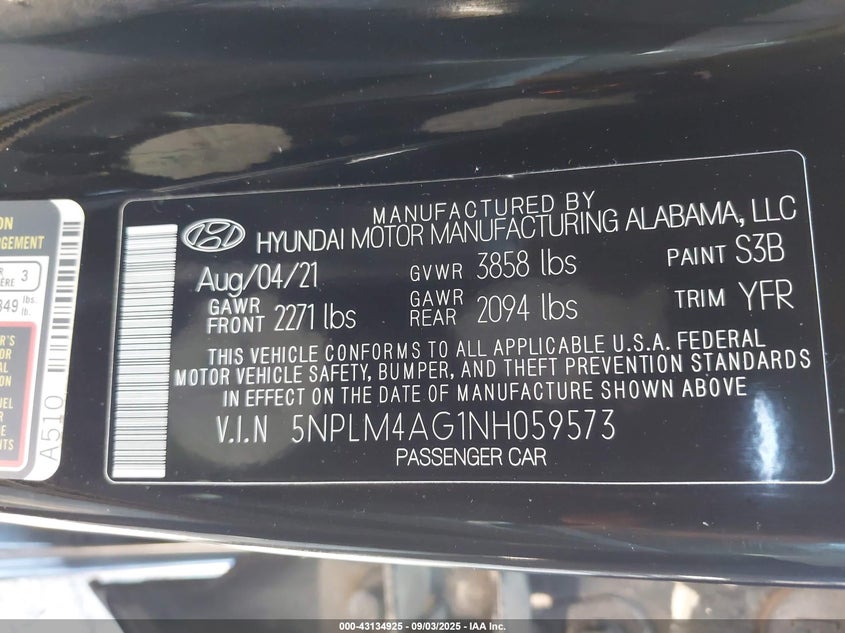 MANUFACTURED BY
HYUNDAI MOTOR MANUFACTURING ALABAMA, LLC
Aug/04/21 GVWR 3858 lbs PAINT S3B
GAWR FRONT 2271 lbs GAWR REAR 2094 lbs TRIM YFR
THIS VEHICLE CONFORMS TO ALL APPLICABLE U.S.A. FEDERAL
MOTOR VEHICLE SAFETY, BUMPER, AND THEFT PREVENTION STANDARDS
IN EFFECT ON THE DATE OF MANUFACTURE SHOWN ABOVE
V.I.N 5NPLM4AG1NH059573
PASSENGER CAR
3
lbs.
lb.
A510
000-43134925 - 09/03/2025 - IAA Inc.